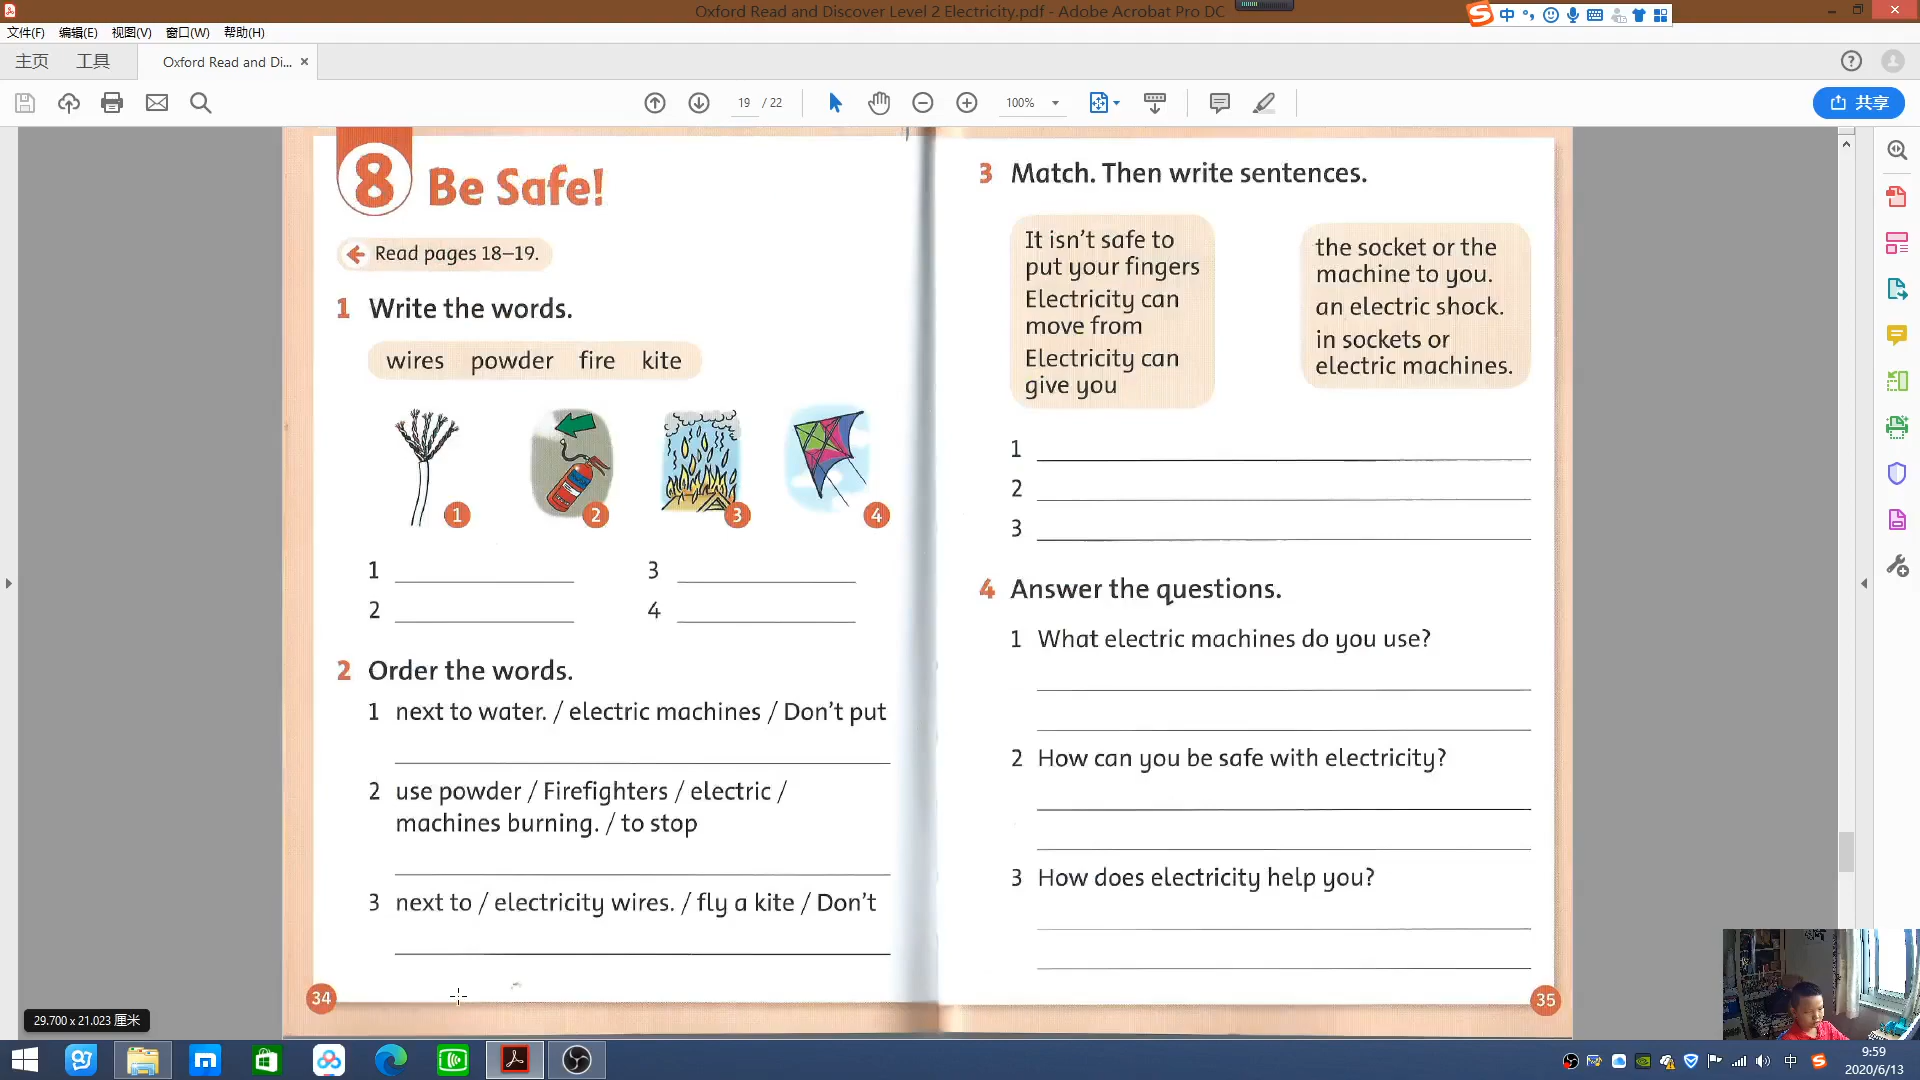 Oxford Read and Discover Level 2 Electricity.pdf - Adobe Acrobat Pro DC
中
文件(F) 编辑(E) 视图(V) 窗口(W) 帮助(H)
主页 工具 Oxford Read and Di... ×
19 / 22 100% 共享
8 Be Safe!
Read pages 18–19.
1 Write the words.
wires powder fire kite
1 2 3 4
1 3
2 4
2 Order the words.
1 next to water. / electric machines / Don't put
2 use powder / Firefighters / electric /
machines burning. / to stop
3 next to / electricity wires. / fly a kite / Don't
34
3 Match. Then write sentences.
It isn't safe to
put your fingers
Electricity can
move from
Electricity can
give you
the socket or the
machine to you.
an electric shock.
in sockets or
electric machines.
1
2
3
4 Answer the questions.
1 What electric machines do you use?
2 How can you be safe with electricity?
3 How does electricity help you?
35
29.700 x 21.023 厘米
中
9:59
2020/6/13